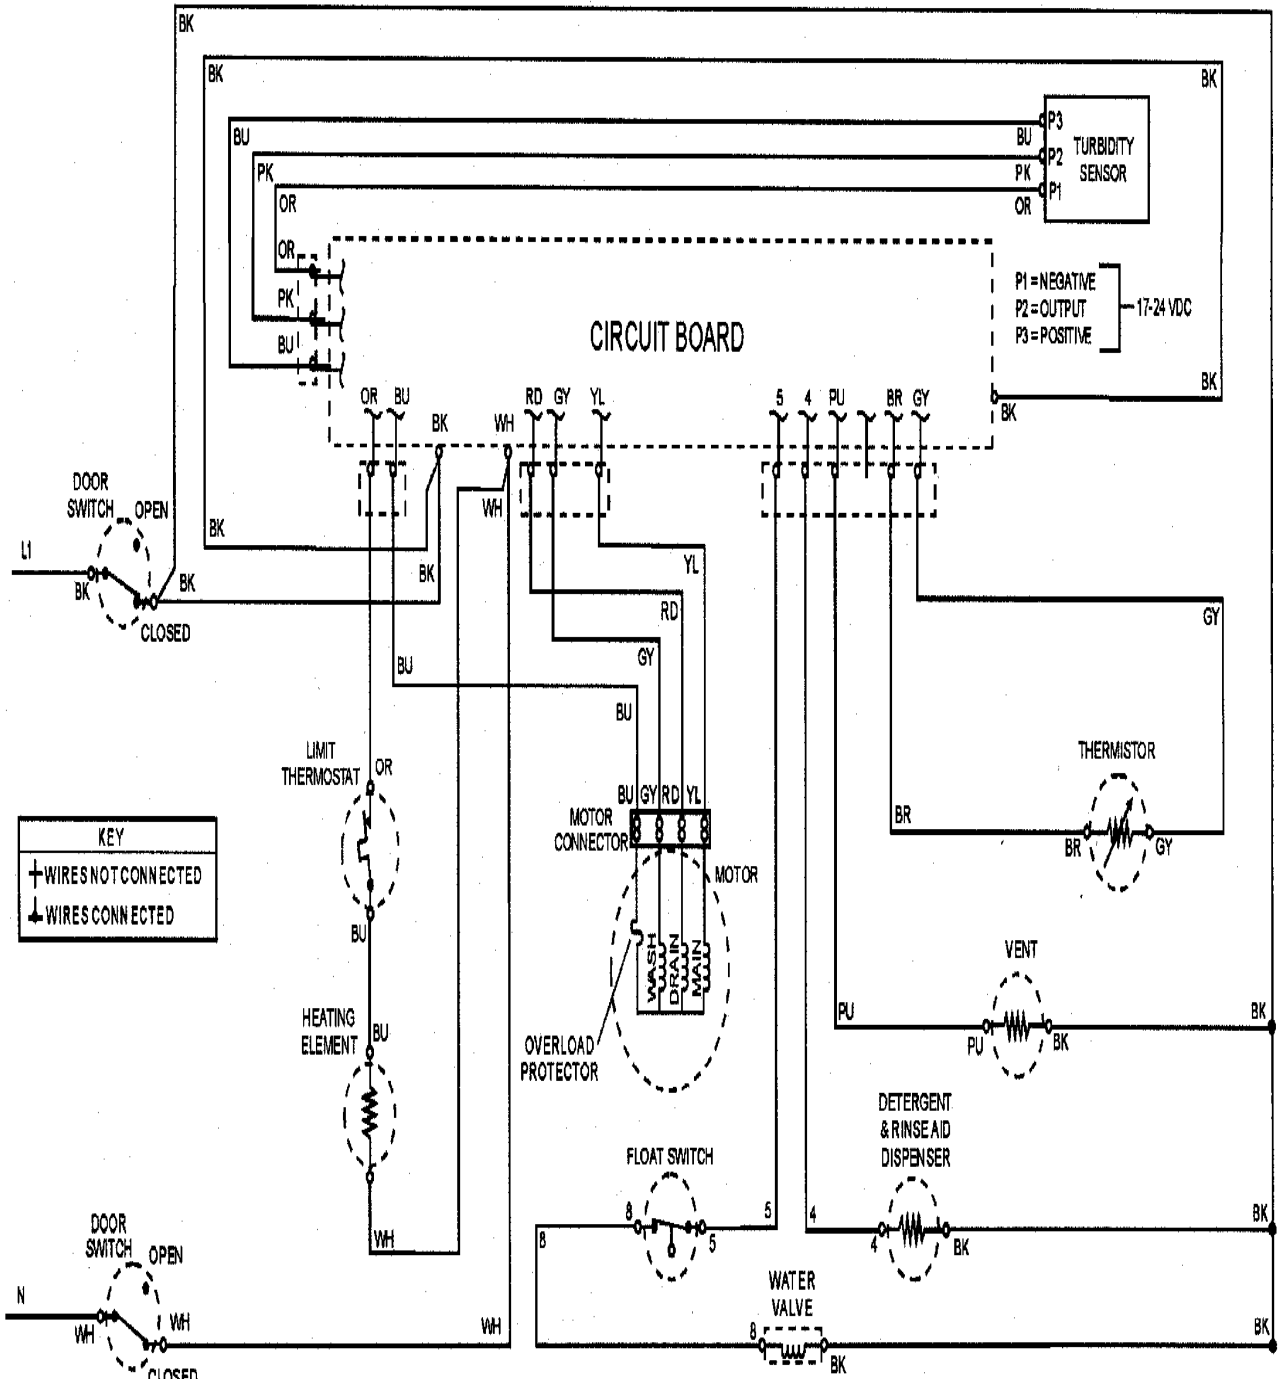 BK
BK
BK
P3
BU
BU
TURBIDITY
SENSOR
P2
PK
PK
P1
OR
OR
OR
PK
BU
P1 = NEGATIVE
P2 = OUTPUT
P3 = POSITIVE
17-24 VDC
CIRCUIT BOARD
OR BU
BK
WH
RD GY YL
5 4 PU BR GY
BK
BK
DOOR
SWITCH
OPEN
L1
BK
BK
CLOSED
BK
BK
WH
YL
RD
GY
BU
BU
GY
LIMIT
THERMOSTAT
OR
THERMISTOR
BR
BR
GY
BU GY RD YL
MOTOR
CONNECTOR
MOTOR
KEY
WIRES NOT CONNECTED
WIRES CONNECTED
BU
WASH
DRAIN
MAIN
OVERLOAD
PROTECTOR
HEATING
ELEMENT
BU
VENT
PU
PU
BK
BK
DETERGENT
& RINSE AID
DISPENSER
4
4
BK
BK
FLOAT SWITCH
8
8
5
5
WH
DOOR
SWITCH
OPEN
N
WH
WH
CLOSED
WH
WATER
VALVE
8
BK
BK